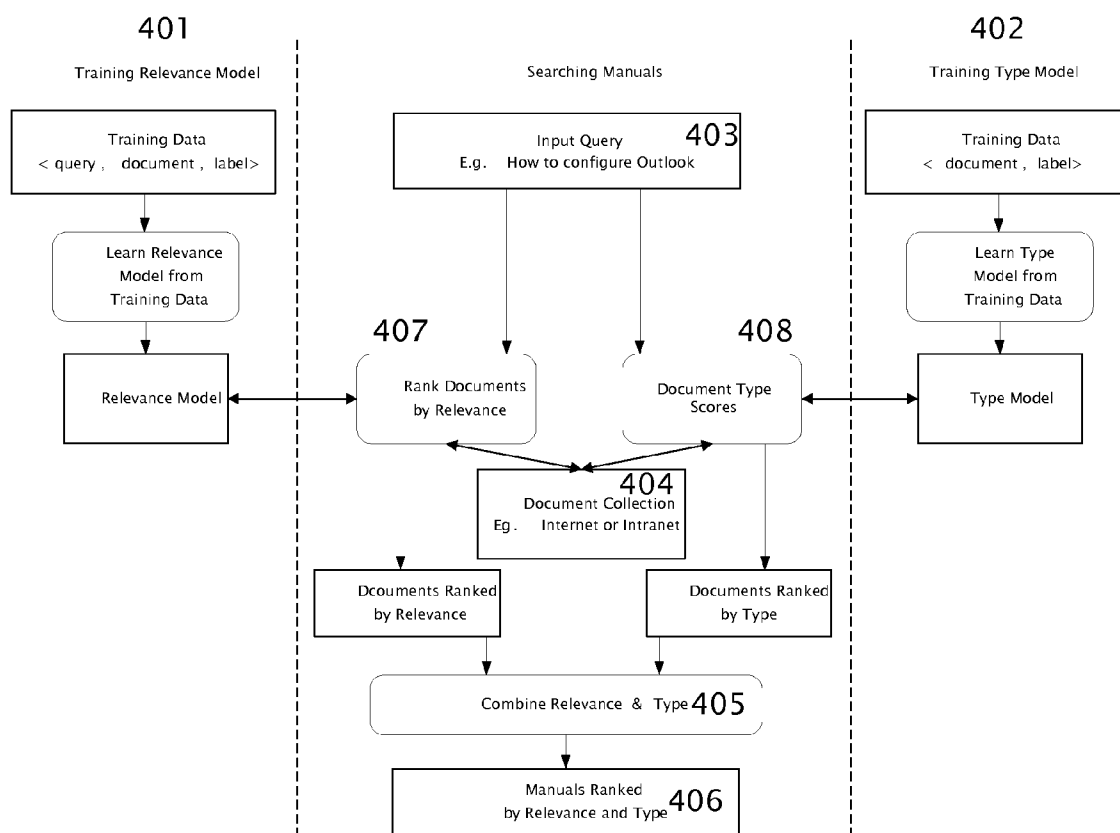 401
Training Relevance Model
Training Data
< query , document , label>
Learn Relevance
Model from
Training Data
Relevance Model
Searching Manuals
403
Input Query
E.g. How to configure Outlook
407
Rank Documents
by Relevance
408
Document Type
Scores
404
Document Collection
Eg. Internet or Intranet
Dcouments Ranked
by Relevance
Documents Ranked
by Type
Combine Relevance & Type 405
Manuals Ranked
by Relevance and Type 406
402
Training Type Model
Training Data
< document , label>
Learn Type
Model from
Training Data
Type Model